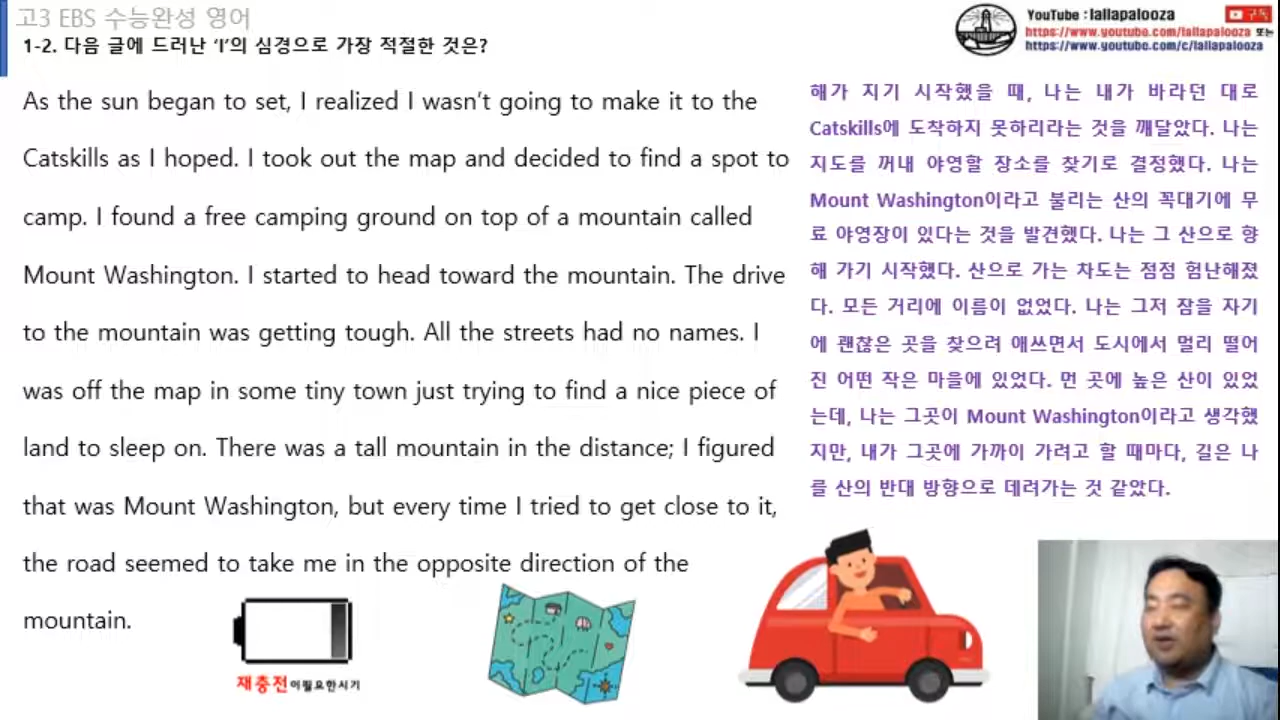 고3 EBS 수능완성 영어
1-2. 다음 글에 드러난 ‘I’의 심경으로 가장 적절한 것은?
YouTube : lallapalooza
구독
https://www.youtube.com/lallapalooza 또는
https://www.youtube.com/c/lallapalooza
As the sun began to set, I realized I wasn’t going to make it to the
Catskills as I hoped. I took out the map and decided to find a spot to
camp. I found a free camping ground on top of a mountain called
Mount Washington. I started to head toward the mountain. The drive
to the mountain was getting tough. All the streets had no names. I
was off the map in some tiny town just trying to find a nice piece of
land to sleep on. There was a tall mountain in the distance; I figured
that was Mount Washington, but every time I tried to get close to it,
the road seemed to take me in the opposite direction of the
mountain.
해가 지기 시작했을 때, 나는 내가 바라던 대로
Catskills에 도착하지 못하리라는 것을 깨달았다. 나는
지도를 꺼내 야영할 장소를 찾기로 결정했다. 나는
Mount Washington이라고 불리는 산의 꼭대기에 무
료 야영장이 있다는 것을 발견했다. 나는 그 산으로 향
해 가기 시작했다. 산으로 가는 차도는 점점 험난해졌
다. 모든 거리에 이름이 없었다. 나는 그저 잠을 자기
에 괜찮은 곳을 찾으려 애쓰면서 도시에서 멀리 떨어
진 어떤 작은 마을에 있었다. 먼 곳에 높은 산이 있었
는데, 나는 그곳이 Mount Washington이라고 생각했
지만, 내가 그곳에 가까이 가려고 할 때마다, 길은 나
를 산의 반대 방향으로 데려가는 것 같았다.
재충전이필요한시기